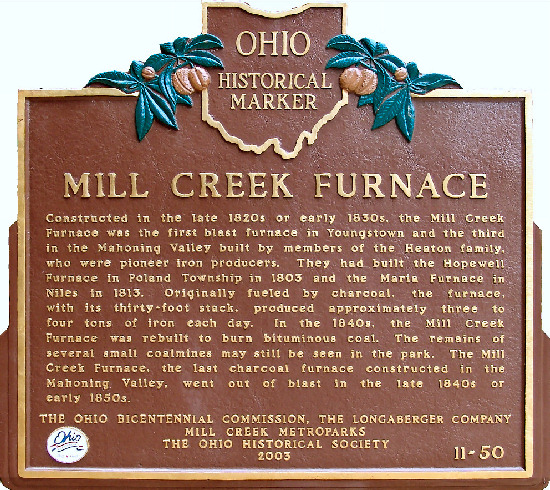 OHIO
HISTORICAL
MARKER
MILL CREEK FURNACE
Constructed in the late 1820s or early 1830s, the Mill Creek
Furnace was the first blast furnace in Youngstown and the third
in the Mahoning Valley built by members of the Heaton family,
who were pioneer iron producers. They had built the Hopewell
Furnace in Poland Township in 1803 and the Maria Furnace in
Niles in 1813. Originally fueled by charcoal, the furnace,
with its thirty-foot stack, produced approximately three to
four tons of iron each day. In the 1840s, the Mill Creek
Furnace was rebuilt to burn bituminous coal. The remains of
several small coalmines may still be seen in the park. The Mill
Creek Furnace, the last charcoal furnace constructed in the
Mahoning Valley, went out of blast in the late 1840s or
early 1850s.
THE OHIO BICENTENNIAL COMMISSION, THE LONGABERGER COMPANY
MILL CREEK METROPARKS
THE OHIO HISTORICAL SOCIETY
2003
11-50
Ohio